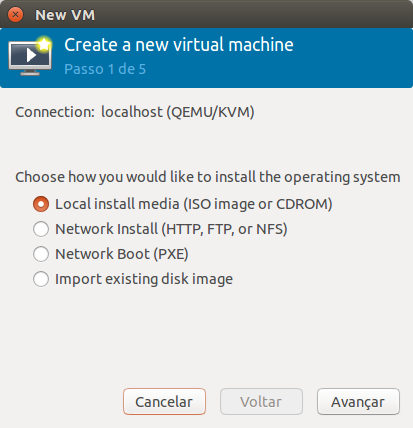 New VM
Create a new virtual machine
Passo 1 de 5
Connection: localhost (QEMU/KVM)
Choose how you would like to install the operating system
Local install media (ISO image or CDROM)
Network Install (HTTP, FTP, or NFS)
Network Boot (PXE)
Import existing disk image
Cancelar Voltar Avançar